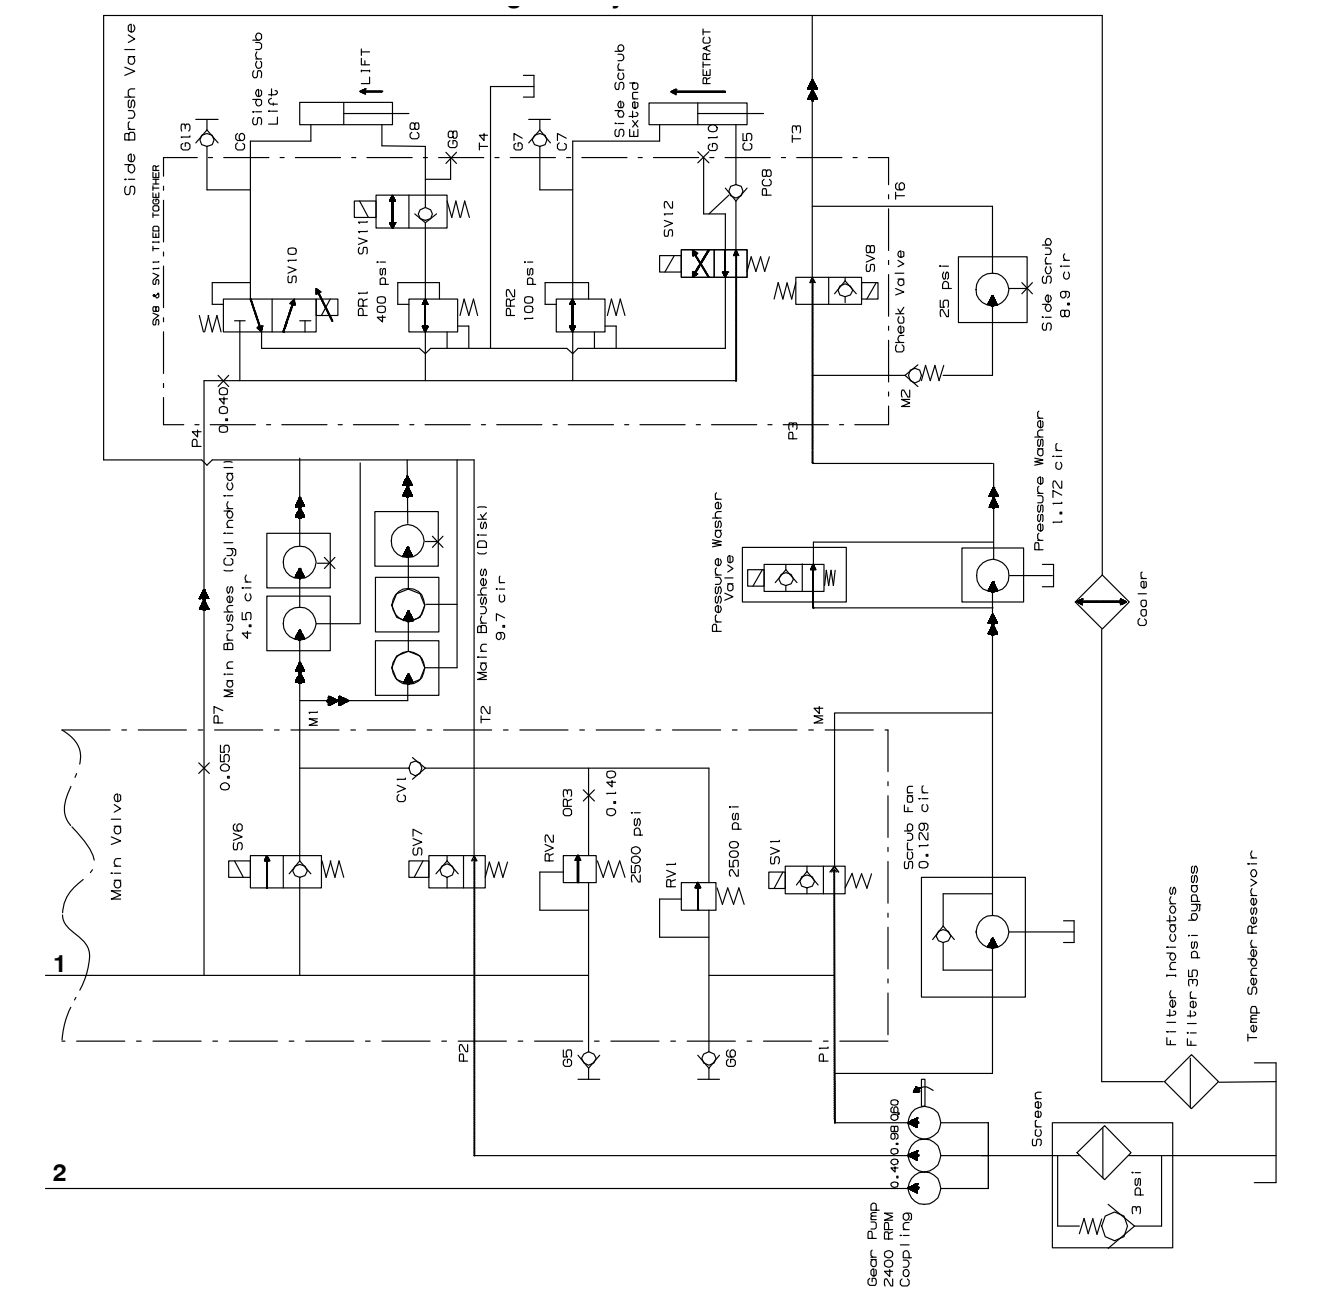 Side Brush Valve
SV8 & SV11 TIED TOGETHER
G13
C6
Side Scrub
Lift
LIFT
C8
G8
T4
G7
C7
Side Scrub
Extend
RETRACT
G10
C5
T3
PC8
T6
SV12
SV11
SV10
PR1
400 psi
PR2
100 psi
SV8
Check Valve
25 psi
Side Scrub
8.9 cir
M2
0.040
P4
P3
Main Brushes (Cylindrical)
4.5 cir
Main Brushes (Disk)
9.7 cir
Pressure Washer
Valve
Pressure Washer
1.172 cir
Cooler
P7
M1
T2
M4
Main Valve
0.055
CV1
OR3
0.140
SV6
SV7
RV2
2500 psi
RV1
2500 psi
SV1
Scrub Fan
0.129 cir
1
P2
G5
G6
P1
Filter Indicators
Filter 35 psi bypass
Temp Sender Reservoir
Screen
3 psi
2
0.40
0.98
Gear Pump
2400 RPM
Coupling